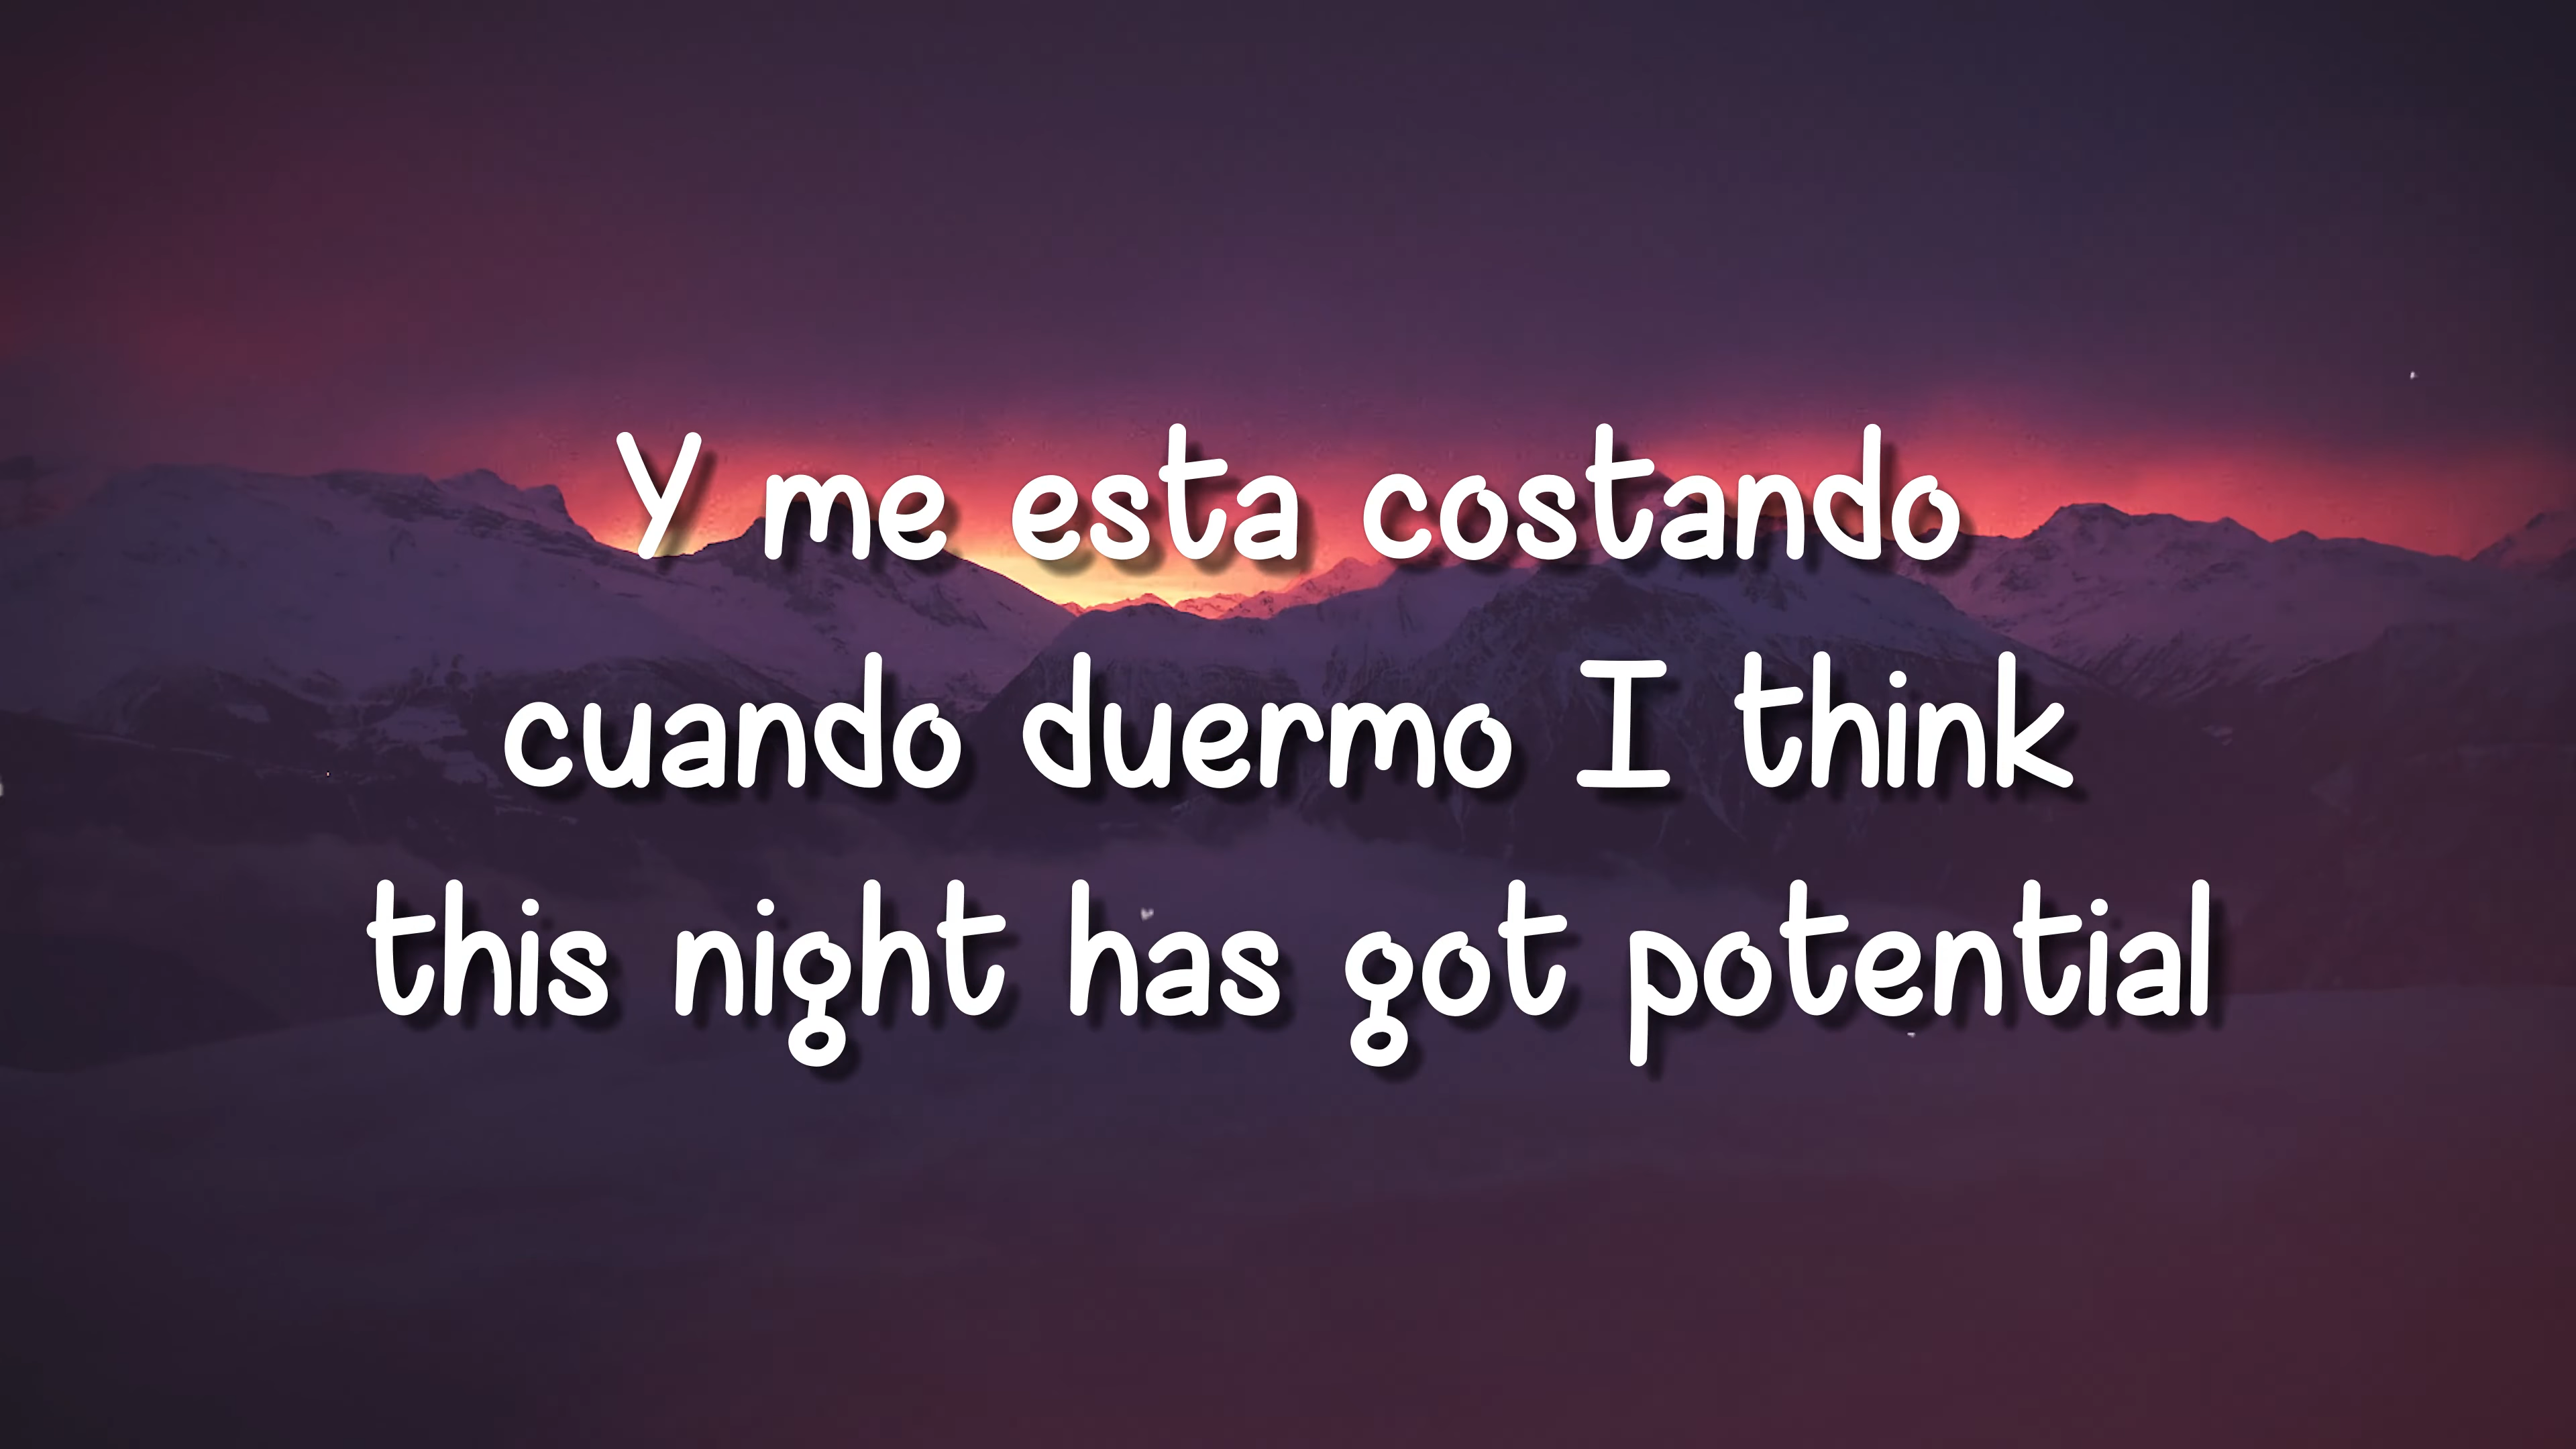 Y me esta costando
cuando duermo I think
this night has got potential